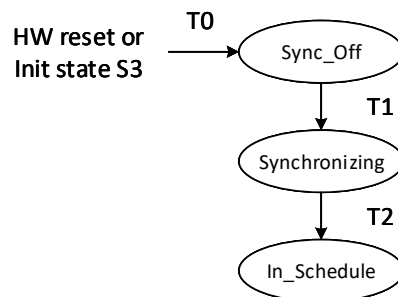 T0
HW reset or
Init state S3
Sync_Off
T1
Synchronizing
T2
In_Schedule